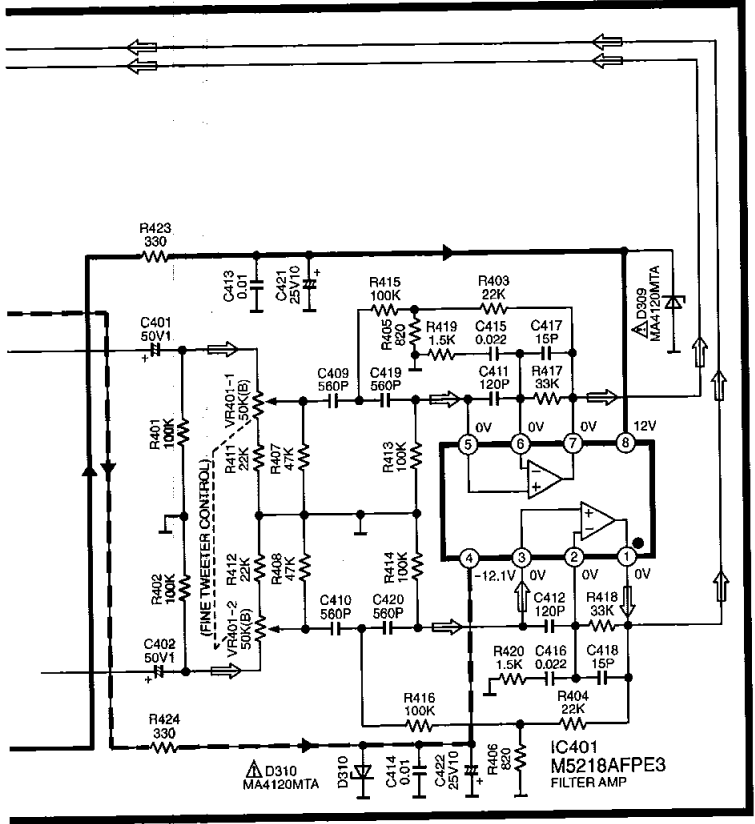 R423
330
C413
0.01
C421
25V10
+
R415
100K
R403
22K
D309
MA4120MTA
C401
50V1
+
R405
820
R419
1.5K
C415
0.022
C417
15P
C409
560P
C419
560P
C411
120P
R417
33K
VR401-1
50K(B)
R401
100K
R411
22K
R407
47K
R413
100K
5
0V
6
0V
7
0V
8
12V
(FINE TWEETER CONTROL)
−
+
+
−
R402
100K
R412
22K
R408
47K
R414
100K
4
3
2
1
−12.1V
0V
0V
0V
VR401-2
50K(B)
C410
560P
C420
560P
C412
120P
R418
33K
C402
50V1
+
R420
1.5K
C416
0.022
C418
15P
R416
100K
R404
22K
R424
330
D310
MA4120MTA
D310
C414
0.01
C422
25V10
+
R406
820
IC401
M5218AFPE3
FILTER AMP